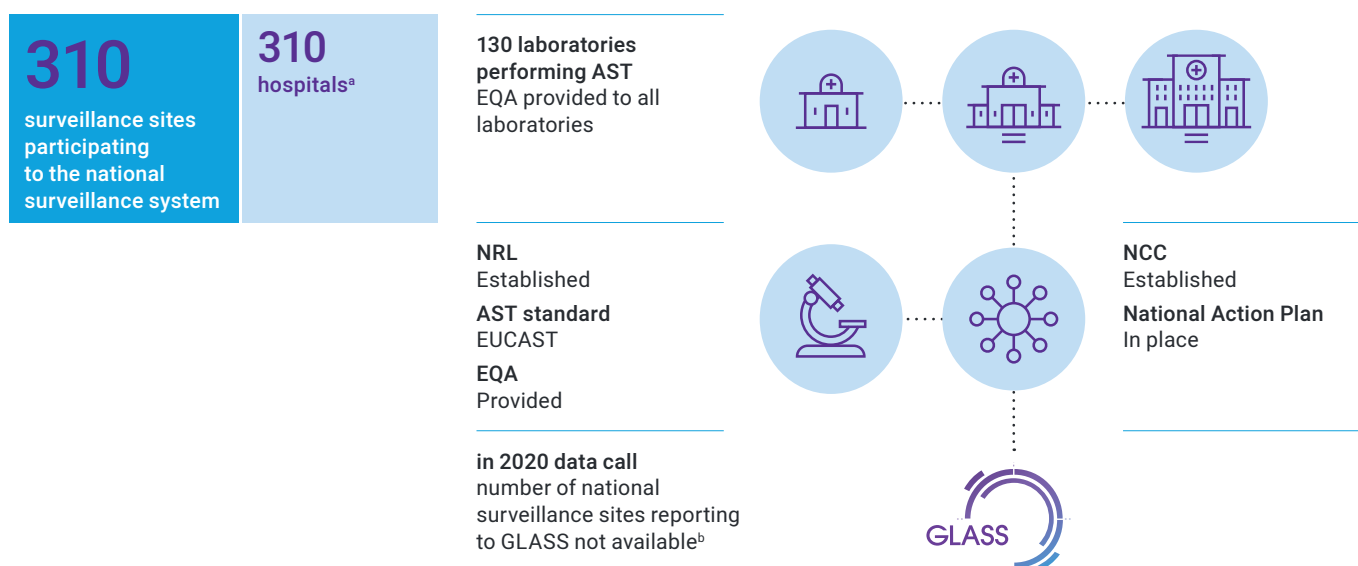 310
surveillance sites
participating
to the national
surveillance system
310
hospitalsᵃ
130 laboratories
performing AST
EQA provided to all
laboratories
NRL
Established
AST standard
EUCAST
EQA
Provided
NCC
Established
National Action Plan
In place
in 2020 data call
number of national
surveillance sites reporting
to GLASS not availableᵇ
GLASS